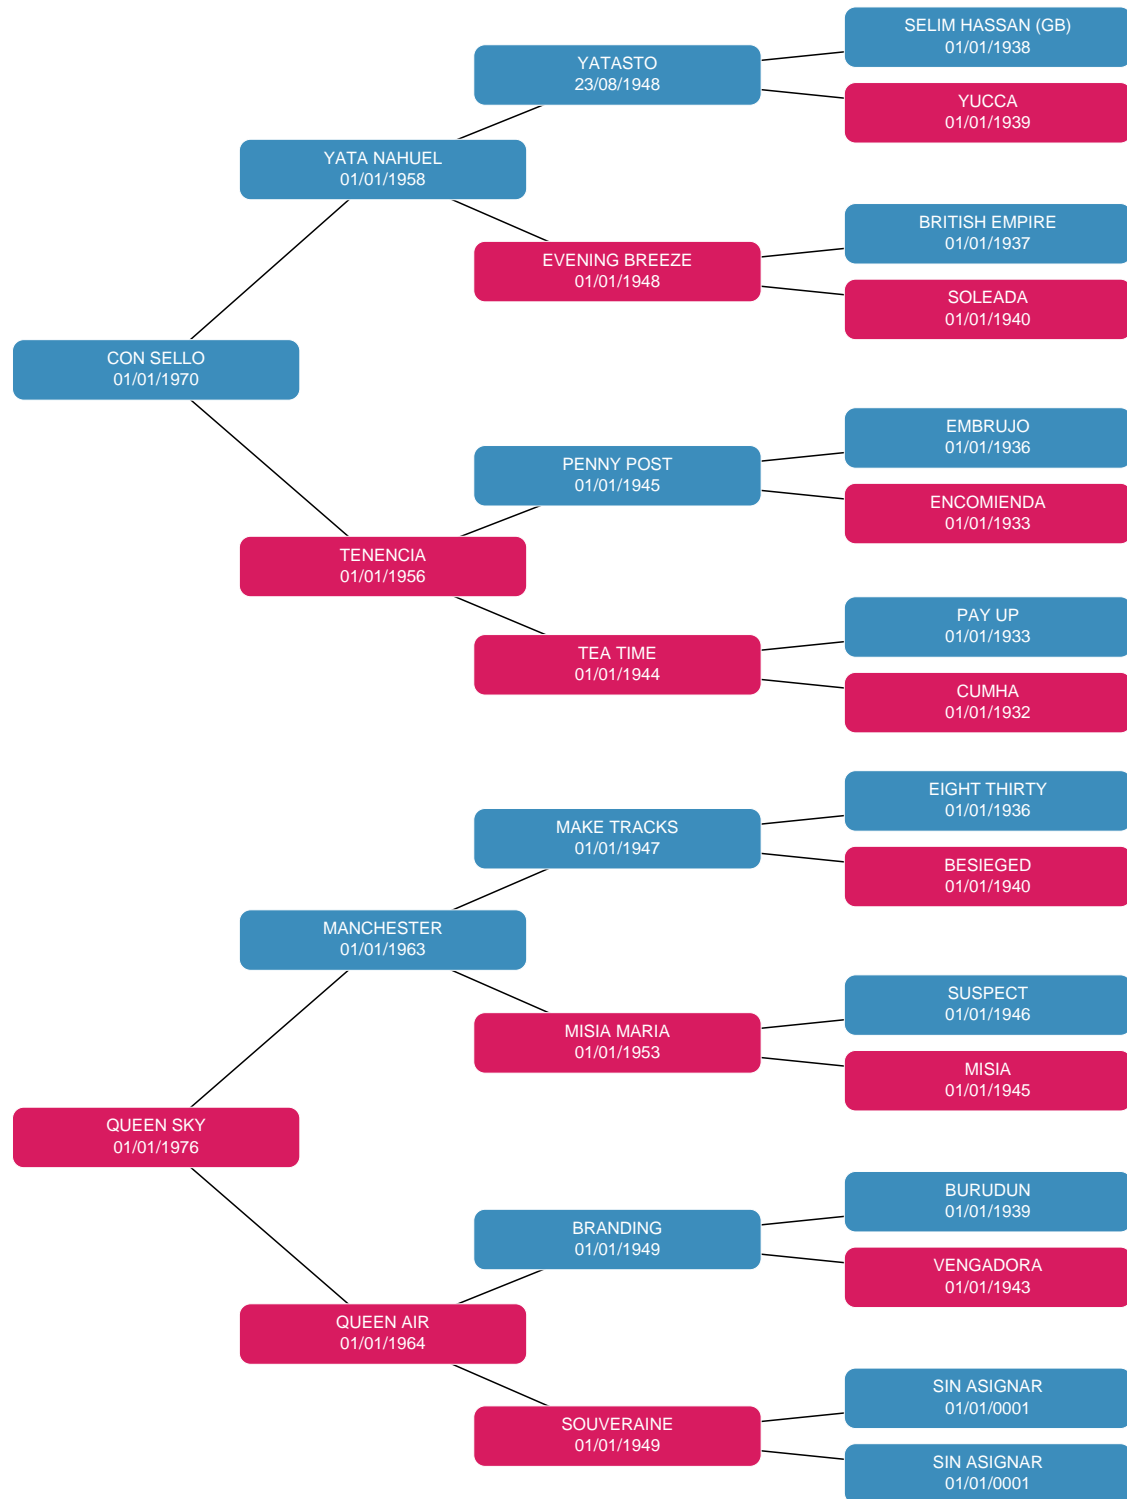 SELIM HASSAN (GB)
01/01/1938
YATASTO
23/08/1948
YUCCA
01/01/1939
YATA NAHUEL
01/01/1958
BRITISH EMPIRE
01/01/1937
EVENING BREEZE
01/01/1948
SOLEADA
01/01/1940
CON SELLO
01/01/1970
EMBRUJO
01/01/1936
PENNY POST
01/01/1945
ENCOMIENDA
01/01/1933
TENENCIA
01/01/1956
PAY UP
01/01/1933
TEA TIME
01/01/1944
CUMHA
01/01/1932
EIGHT THIRTY
01/01/1936
MAKE TRACKS
01/01/1947
BESIEGED
01/01/1940
MANCHESTER
01/01/1963
SUSPECT
01/01/1946
MISIA MARIA
01/01/1953
MISIA
01/01/1945
QUEEN SKY
01/01/1976
BURUDUN
01/01/1939
BRANDING
01/01/1949
VENGADORA
01/01/1943
QUEEN AIR
01/01/1964
SIN ASIGNAR
01/01/0001
SOUVERAINE
01/01/1949
SIN ASIGNAR
01/01/0001